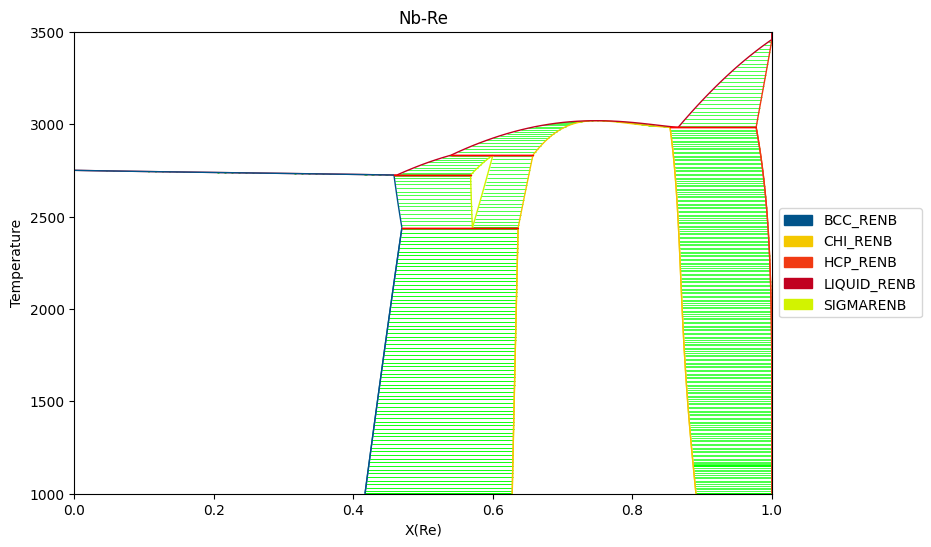 Nb-Re
Temperature
3500
3000
2500
2000
1500
1000
0.0 0.2 0.4 0.6 0.8 1.0
X(Re)
BCC_RENB
CHI_RENB
HCP_RENB
LIQUID_RENB
SIGMARENB